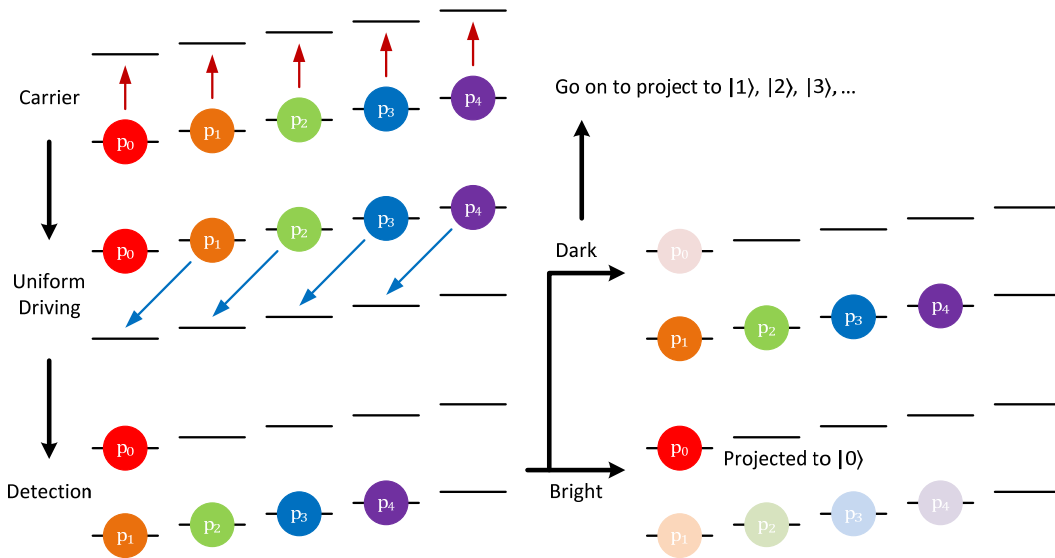 Carrier
p₀ p₁ p₂ p₃ p₄
Uniform
Driving
p₀ p₁ p₂ p₃ p₄
Detection
p₀
p₁ p₂ p₃ p₄
Go on to project to |1⟩, |2⟩, |3⟩, ...
Dark
p₀
p₁ p₂ p₃ p₄
Bright
p₀
Projected to |0⟩
p₁ p₂ p₃ p₄